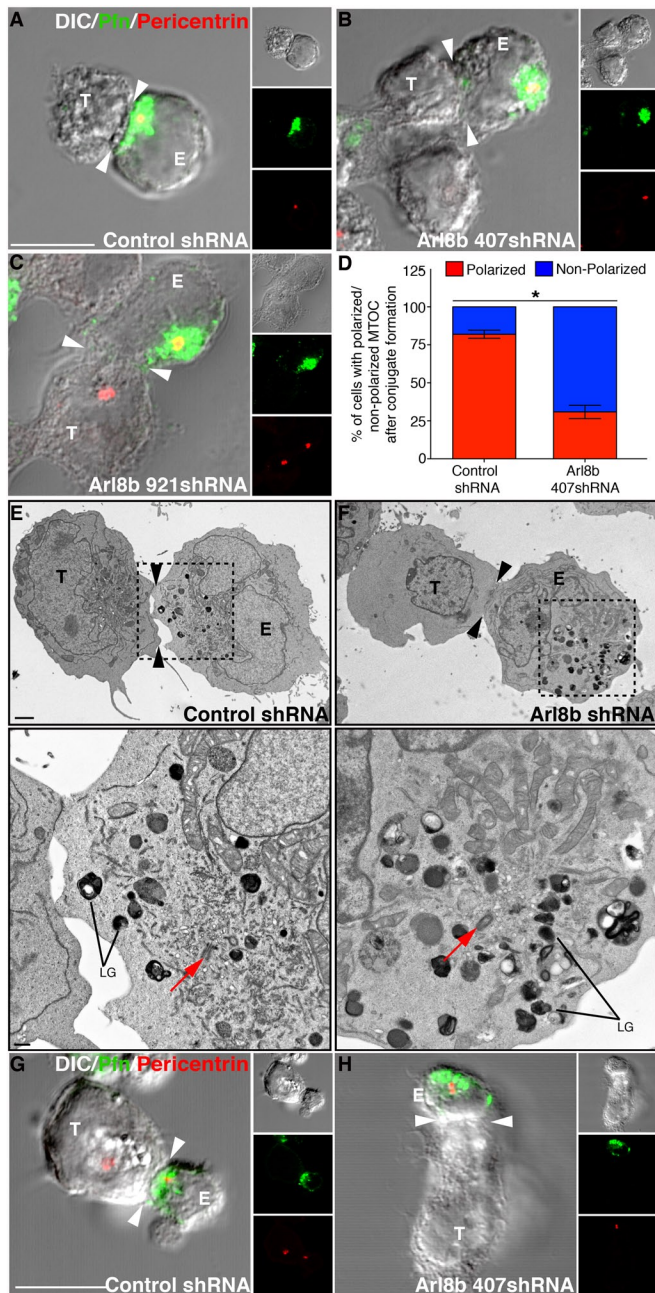 A
DIC/Pfn/Pericentrin
T
E
Control shRNA
B
T
E
Arl8b 407shRNA
C
E
T
Arl8b 921shRNA
D
Polarized
Non-Polarized
% of cells with polarized/
non-polarized MTOC
after conjugate formation
125
100
75
50
25
0
*
Control
shRNA
Arl8b
407shRNA
E
T
E
Control shRNA
F
T
E
Arl8b shRNA
LG
LG
G
DIC/Pfn/Pericentrin
T
E
Control shRNA
H
E
T
Arl8b 407shRNA